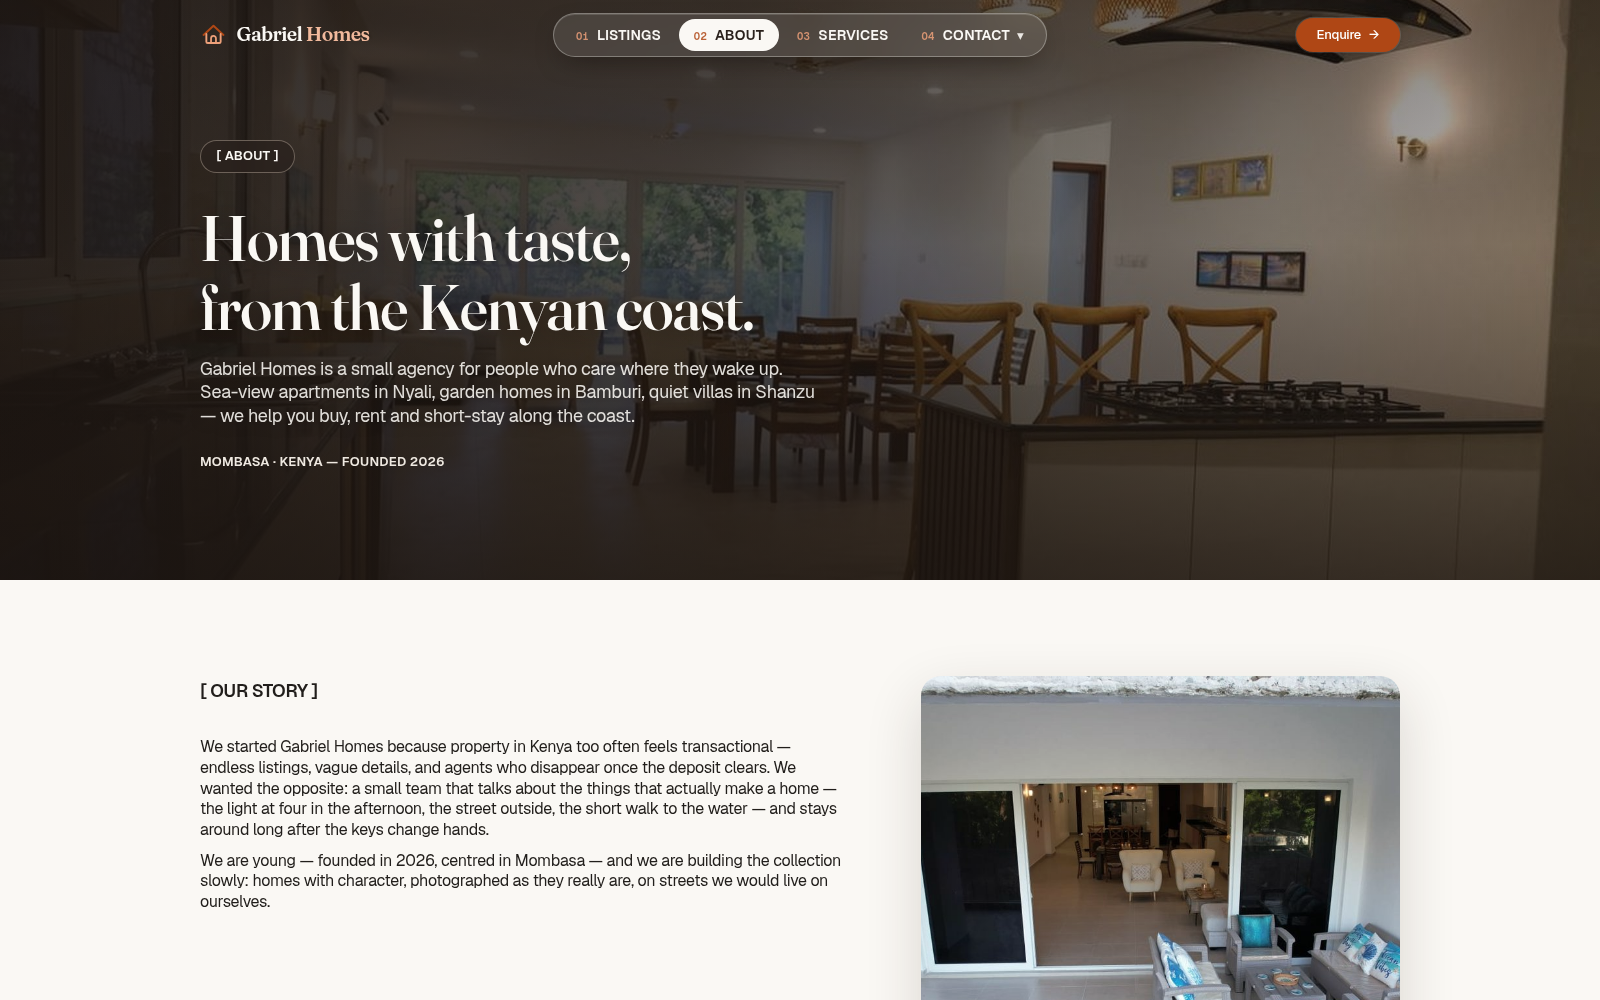 Gabriel Homes
01 LISTINGS
02 ABOUT
03 SERVICES
04 CONTACT ▾
Enquire →
[ ABOUT ]
Homes with taste,
from the Kenyan coast.
Gabriel Homes is a small agency for people who care where they wake up.
Sea-view apartments in Nyali, garden homes in Bamburi, quiet villas in Shanzu
— we help you buy, rent and short-stay along the coast.
MOMBASA · KENYA — FOUNDED 2026
[ OUR STORY ]
We started Gabriel Homes because property in Kenya too often feels transactional —
endless listings, vague details, and agents who disappear once the deposit clears. We
wanted the opposite: a small team that talks about the things that actually make a home —
the light at four in the afternoon, the street outside, the short walk to the water — and stays
around long after the keys change hands.
We are young — founded in 2026, centred in Mombasa — and we are building the collection
slowly: homes with character, photographed as they really are, on streets we would live on
ourselves.